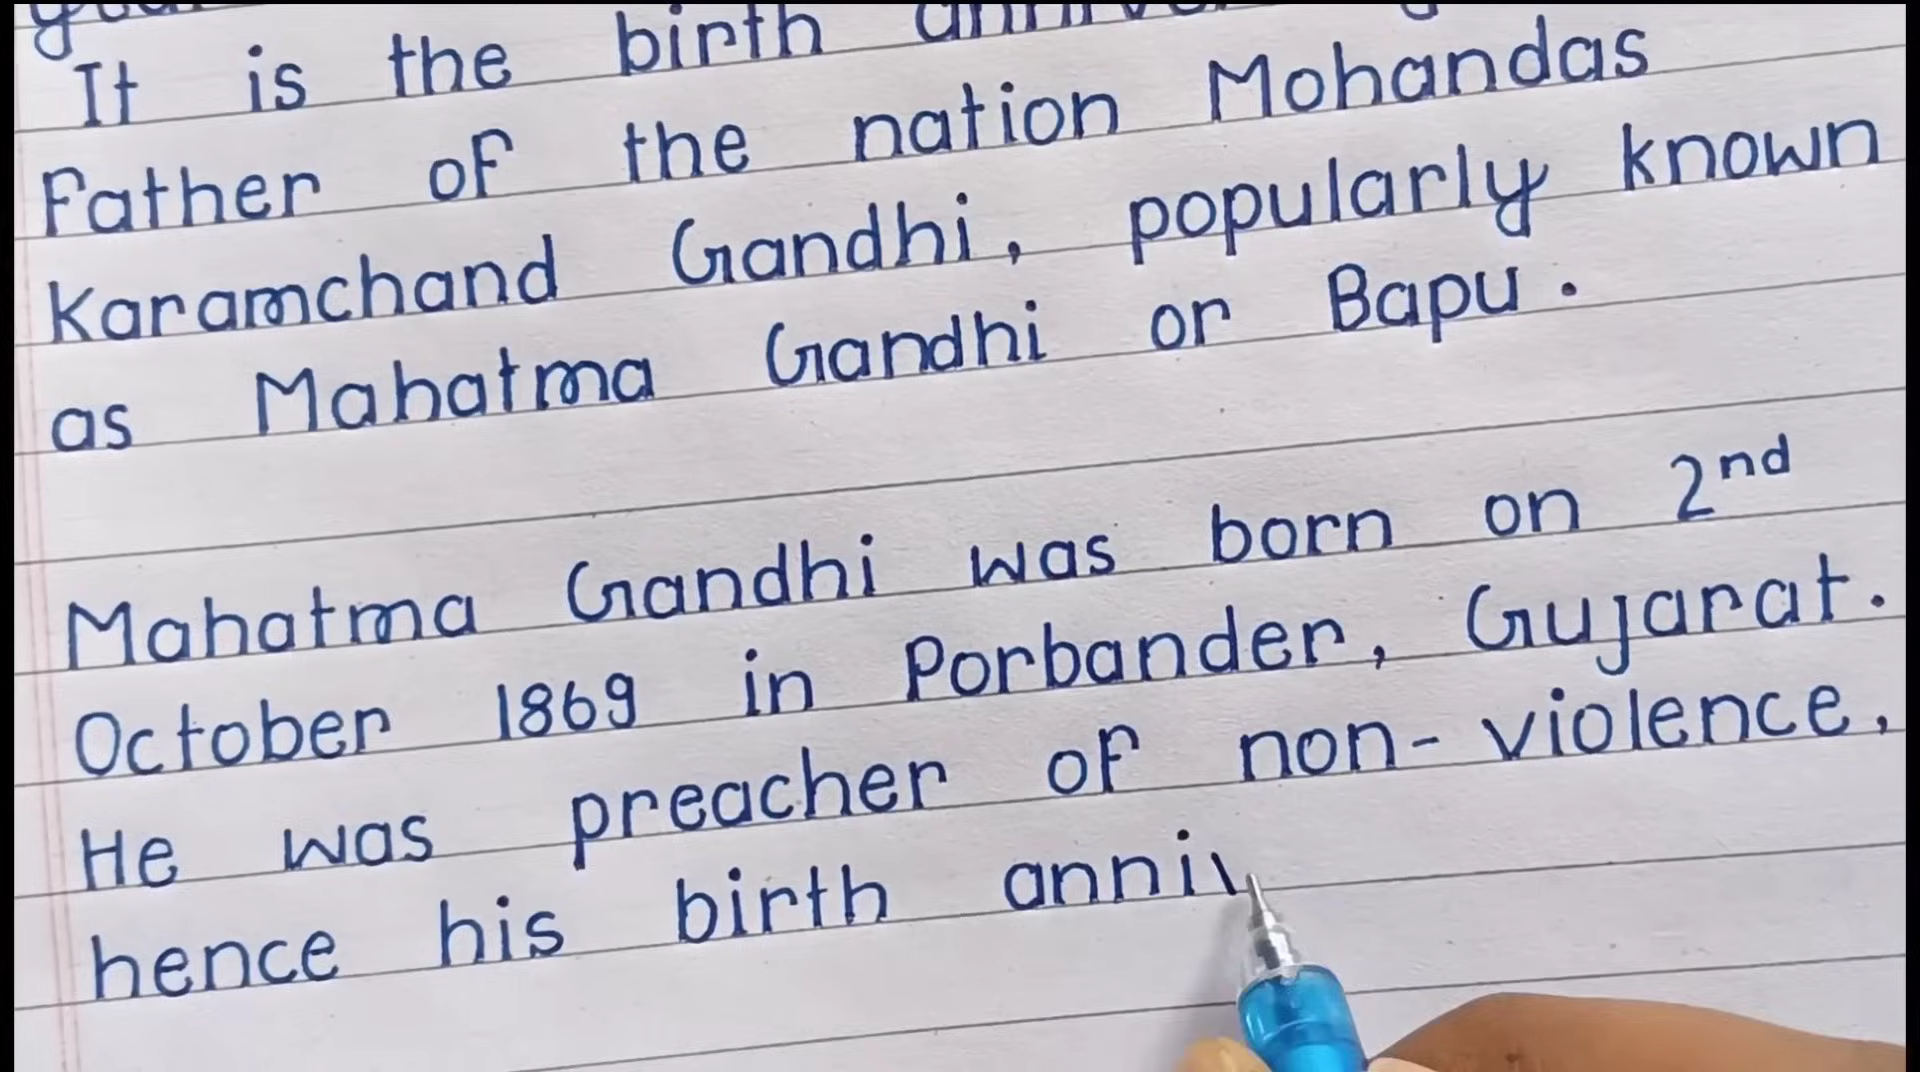 It is the birth
Father of the nation Mohandas
Karamchand Gandhi, popularly known
as Mahatma Gandhi or Bapu.
Mahatma Gandhi was born on 2nd
October 1869 in Porbander, Gujarat.
He was preacher of non-violence,
hence his birth anniv